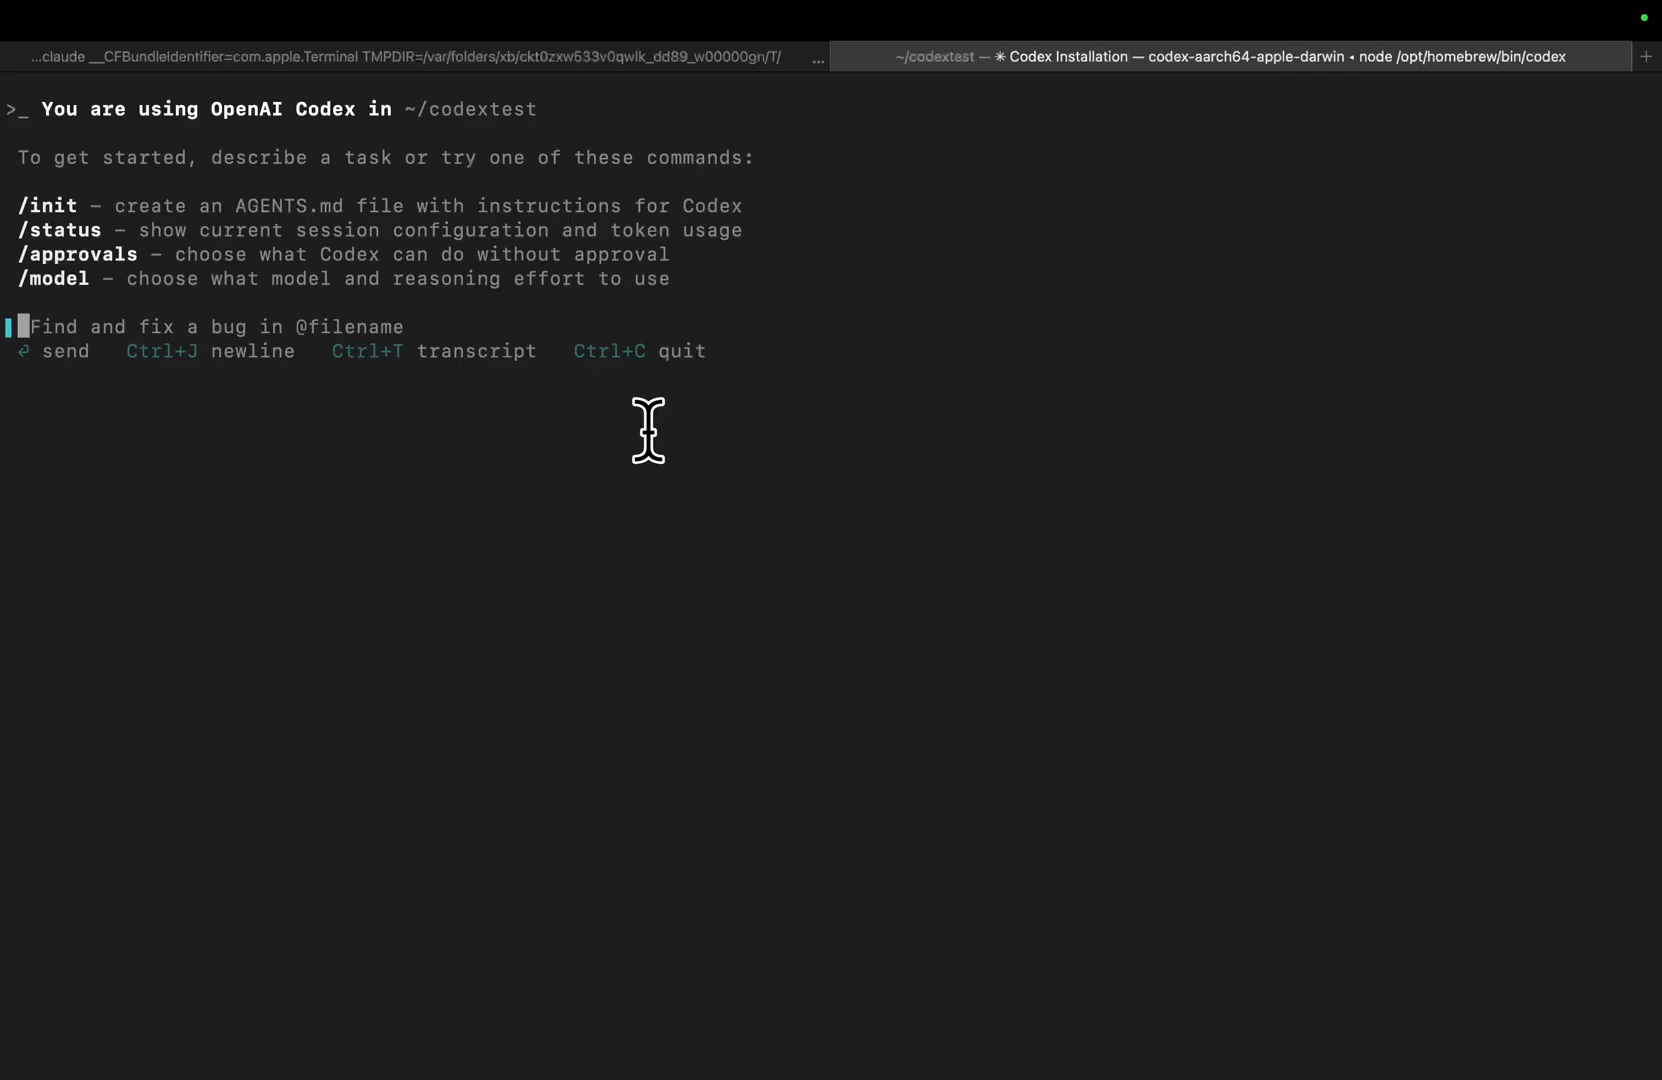 ...claude __CFBundleIdentifier=com.apple.Terminal TMPDIR=/var/folders/xb/ckt0zxw533v0qwlk_dd89_w00000gn/T/ ...
~/codextest — ✳ Codex Installation — codex-aarch64-apple-darwin ◂ node /opt/homebrew/bin/codex +
>_ You are using OpenAI Codex in ~/codextest
To get started, describe a task or try one of these commands:
/init – create an AGENTS.md file with instructions for Codex
/status – show current session configuration and token usage
/approvals – choose what Codex can do without approval
/model – choose what model and reasoning effort to use
Find and fix a bug in @filename
⏎ send Ctrl+J newline Ctrl+T transcript Ctrl+C quit